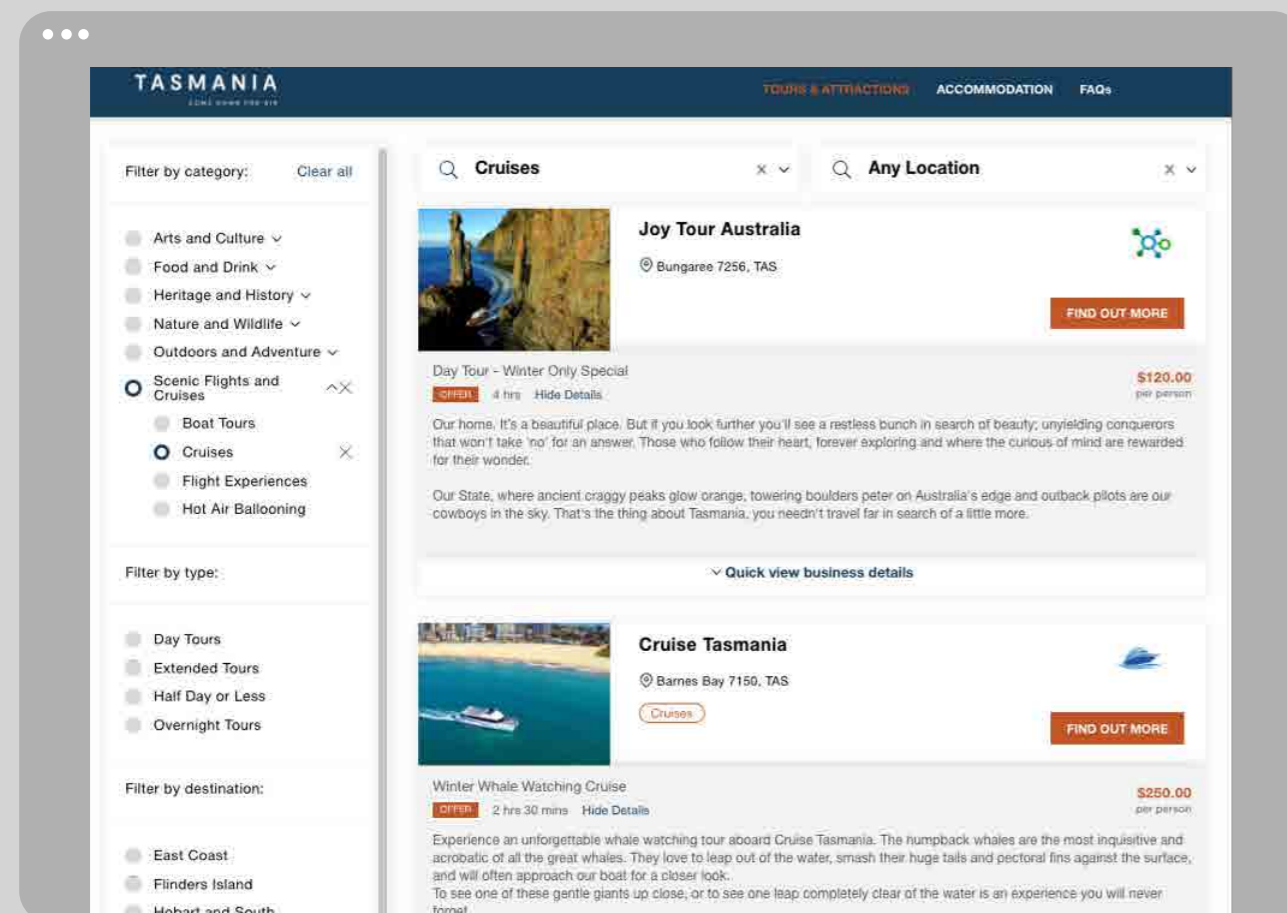 TASMANIA
COME DOWN FOR AIR
TOURS & ATTRACTIONS
ACCOMMODATION
FAQs
Filter by category:
Clear all
Arts and Culture
Food and Drink
Heritage and History
Nature and Wildlife
Outdoors and Adventure
Scenic Flights and
Cruises
Boat Tours
Cruises
Flight Experiences
Hot Air Ballooning
Filter by type:
Day Tours
Extended Tours
Half Day or Less
Overnight Tours
Filter by destination:
East Coast
Flinders Island
Hobart and South
Cruises
Any Location
Joy Tour Australia
Bungaree 7256, TAS
FIND OUT MORE
Day Tour - Winter Only Special
$120.00
OFFER 4 hrs Hide Details
per person
Our home. It's a beautiful place. But if you look further you'll see a restless bunch in search of beauty; unyielding conquerors
that won't take 'no' for an answer. Those who follow their heart, forever exploring and where the curious of mind are rewarded
for their wonder.
Our State, where ancient craggy peaks glow orange, towering boulders peter on Australia's edge and outback pilots are our
cowboys in the sky. That's the thing about Tasmania, you needn't travel far in search of a little more.
Quick view business details
Cruise Tasmania
Barnes Bay 7150, TAS
Cruises
FIND OUT MORE
Winter Whale Watching Cruise
$250.00
OFFER 2 hrs 30 mins Hide Details
per person
Experience an unforgettable whale watching tour aboard Cruise Tasmania. The humpback whales are the most inquisitive and
acrobatic of all the great whales. They love to leap out of the water, smash their huge tails and pectoral fins against the surface,
and will often approach our boat for a closer look.
To see one of these gentle giants up close, or to see one leap completely clear of the water is an experience you will never
forget